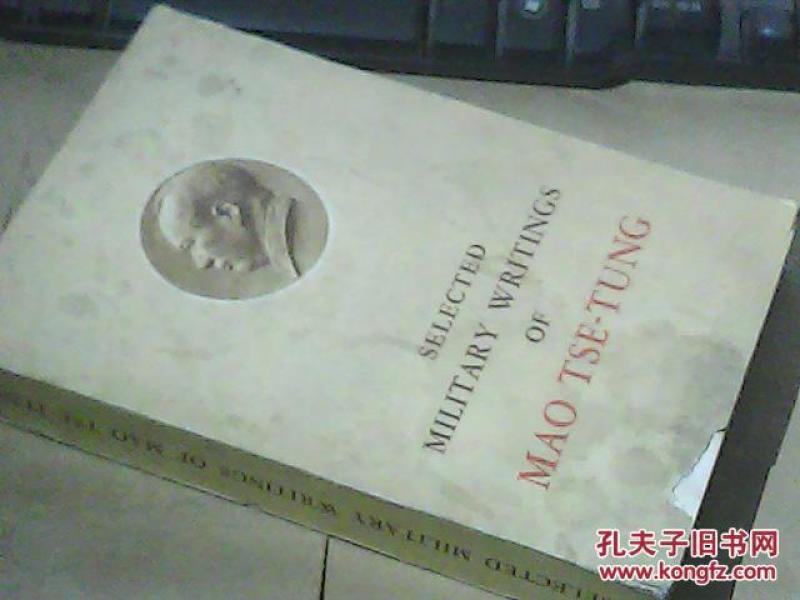 SELECTED
MILITARY WRITINGS
OF
MAO TSE-TUNG
SELECTED MILITARY WRITINGS OF MAO TSE-TUNG
孔夫子旧书网
www.kongfz.com